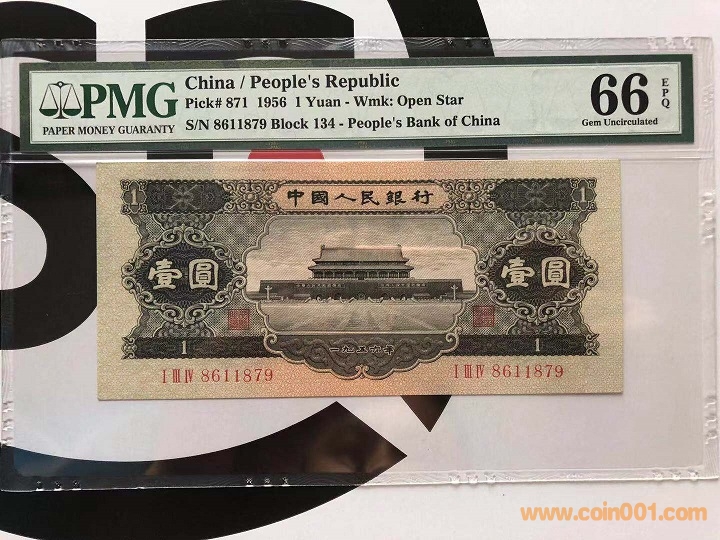 PMG
PAPER MONEY GUARANTY
China / People's Republic
Pick# 871 1956 1 Yuan - Wmk: Open Star
S/N 8611879 Block 134 - People's Bank of China
66
EPQ
Gem Uncirculated
1 中國人民銀行 1
壹圓 壹圓
1 一九五六年 1
I III IV 8611879 I III IV 8611879
www.coin001.com